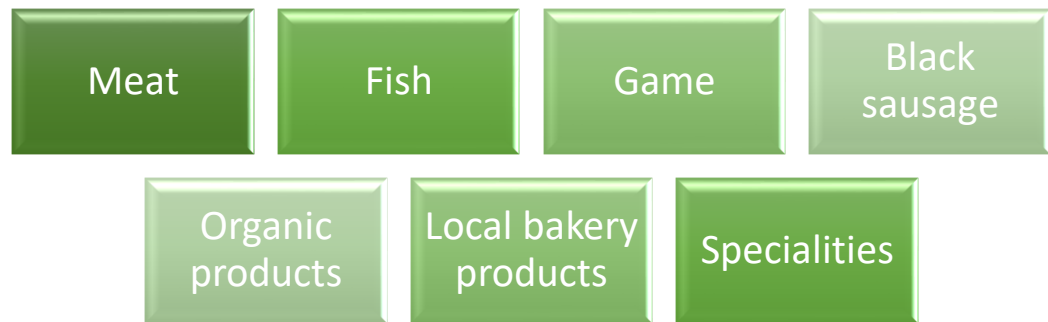 Meat
Fish
Game
Black
sausage
Organic
products
Local bakery
products
Specialities